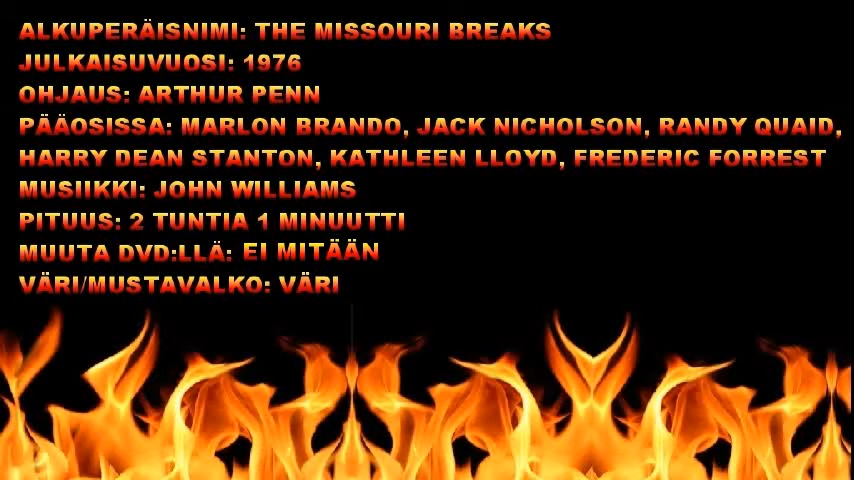 ALKUPERÄISNIMI: THE MISSOURI BREAKS
JULKAISUVUOSI: 1976
OHJAUS: ARTHUR PENN
PÄÄOSISSA: MARLON BRANDO, JACK NICHOLSON, RANDY QUAID,
HARRY DEAN STANTON, KATHLEEN LLOYD, FREDERIC FORREST
MUSIIKKI: JOHN WILLIAMS
PITUUS: 2 TUNTIA 1 MINUUTTI
MUUTA DVD:LLÄ: EI MITÄÄN
VÄRI/MUSTAVALKO: VÄRI